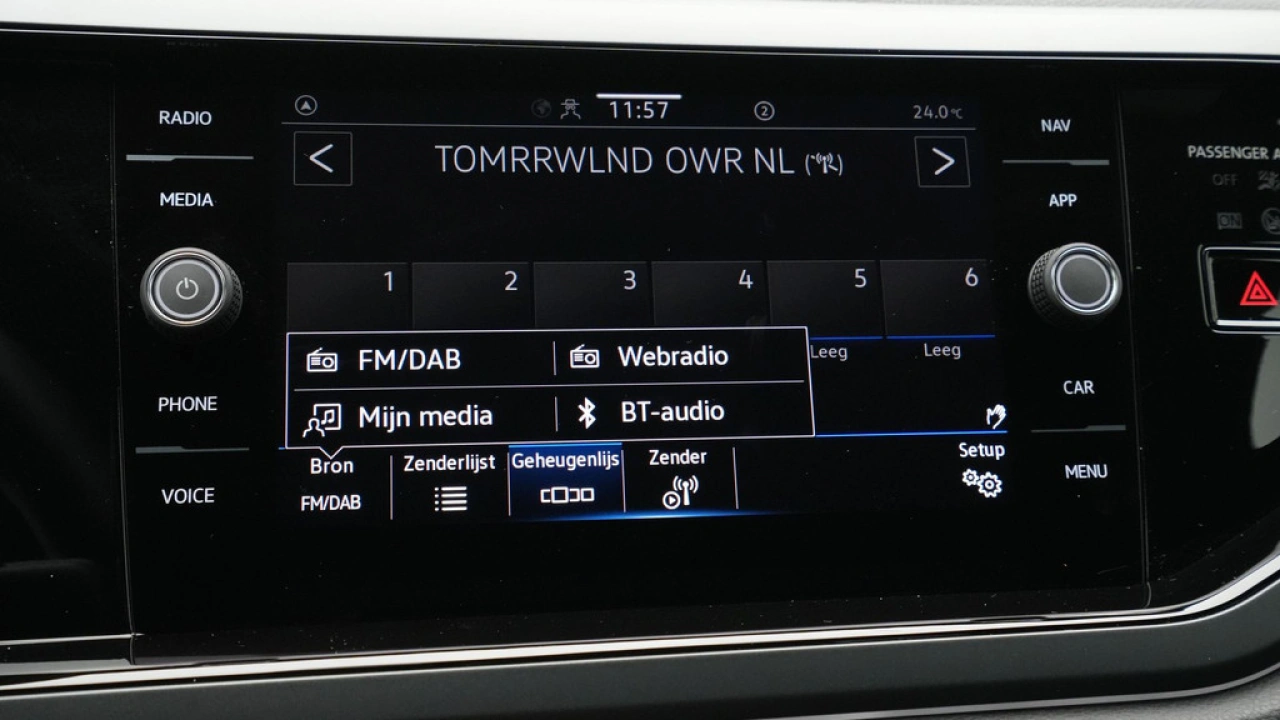 RADIO
MEDIA
PHONE
VOICE
11:57
2
24.0°C
TOMRRWLND OWR NL
1 2 3 4 5 6
Leeg Leeg
FM/DAB Webradio
Mijn media BT-audio
Bron Zenderlijst Geheugenlijs Zender Setup
FM/DAB
NAV
APP
CAR
MENU
PASSENGER A
OFF
ON